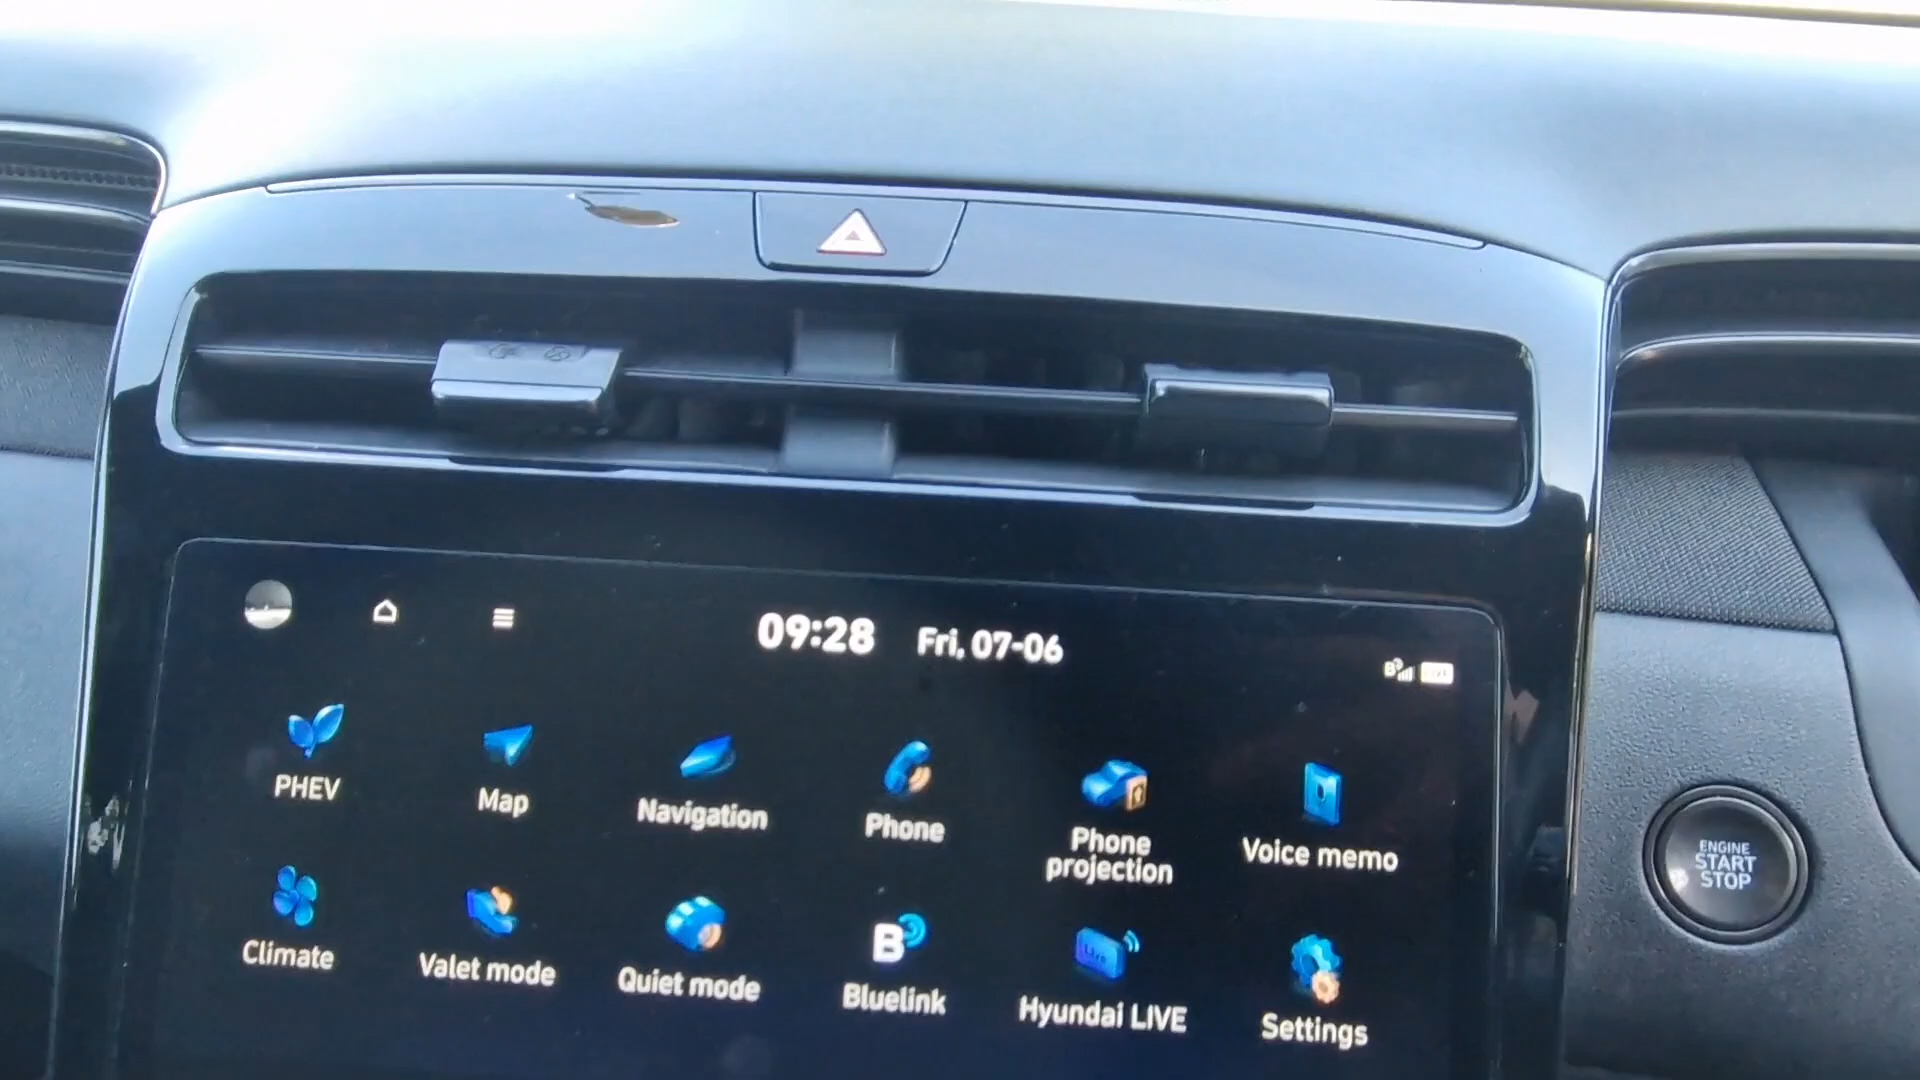 09:28 Fri, 07-06
PHEV
Map
Navigation
Phone
Phone
projection
Voice memo
Climate
Valet mode
Quiet mode
B
Bluelink
Live
Hyundai LIVE
Settings
ENGINE
START
STOP